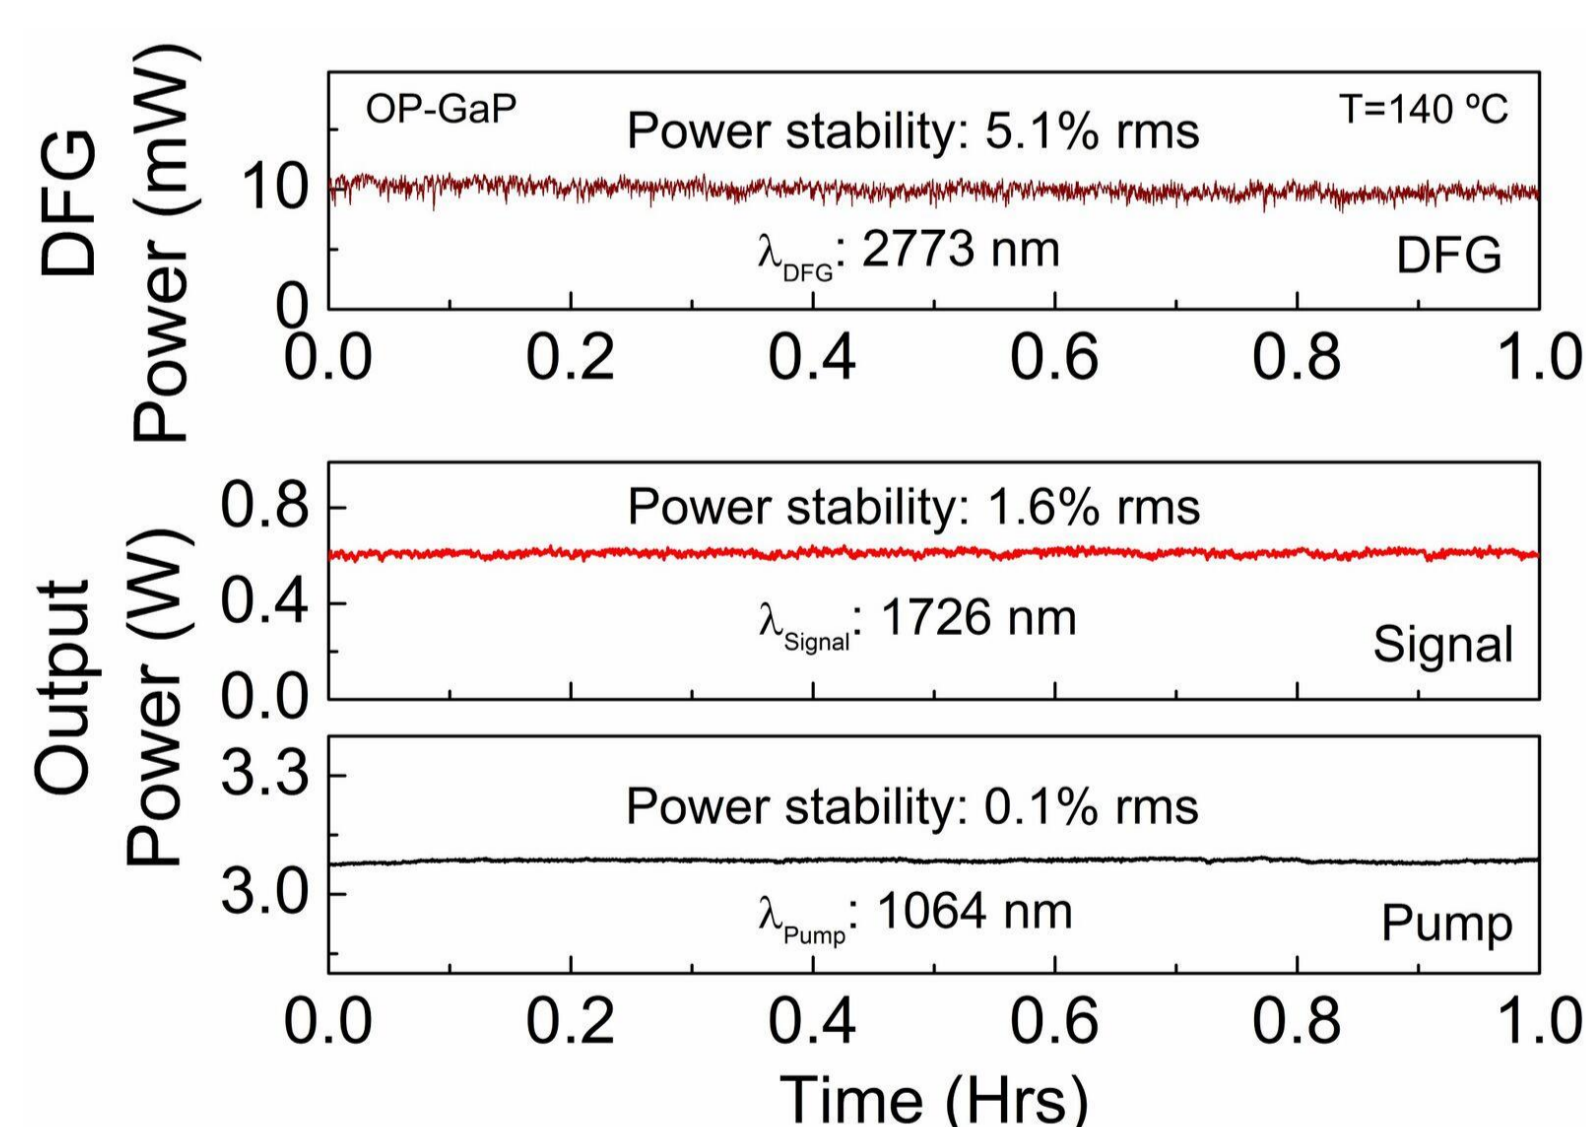 DFG
Power (mW)
OP-GaP
Power stability: 5.1% rms
T=140 ºC
10
λDFG: 2773 nm
DFG
0
0.0 0.2 0.4 0.6 0.8 1.0
Output
Power (W)
0.8
Power stability: 1.6% rms
0.4
λSignal: 1726 nm
Signal
0.0
3.3
Power stability: 0.1% rms
3.0
λPump: 1064 nm
Pump
0.0 0.2 0.4 0.6 0.8 1.0
Time (Hrs)